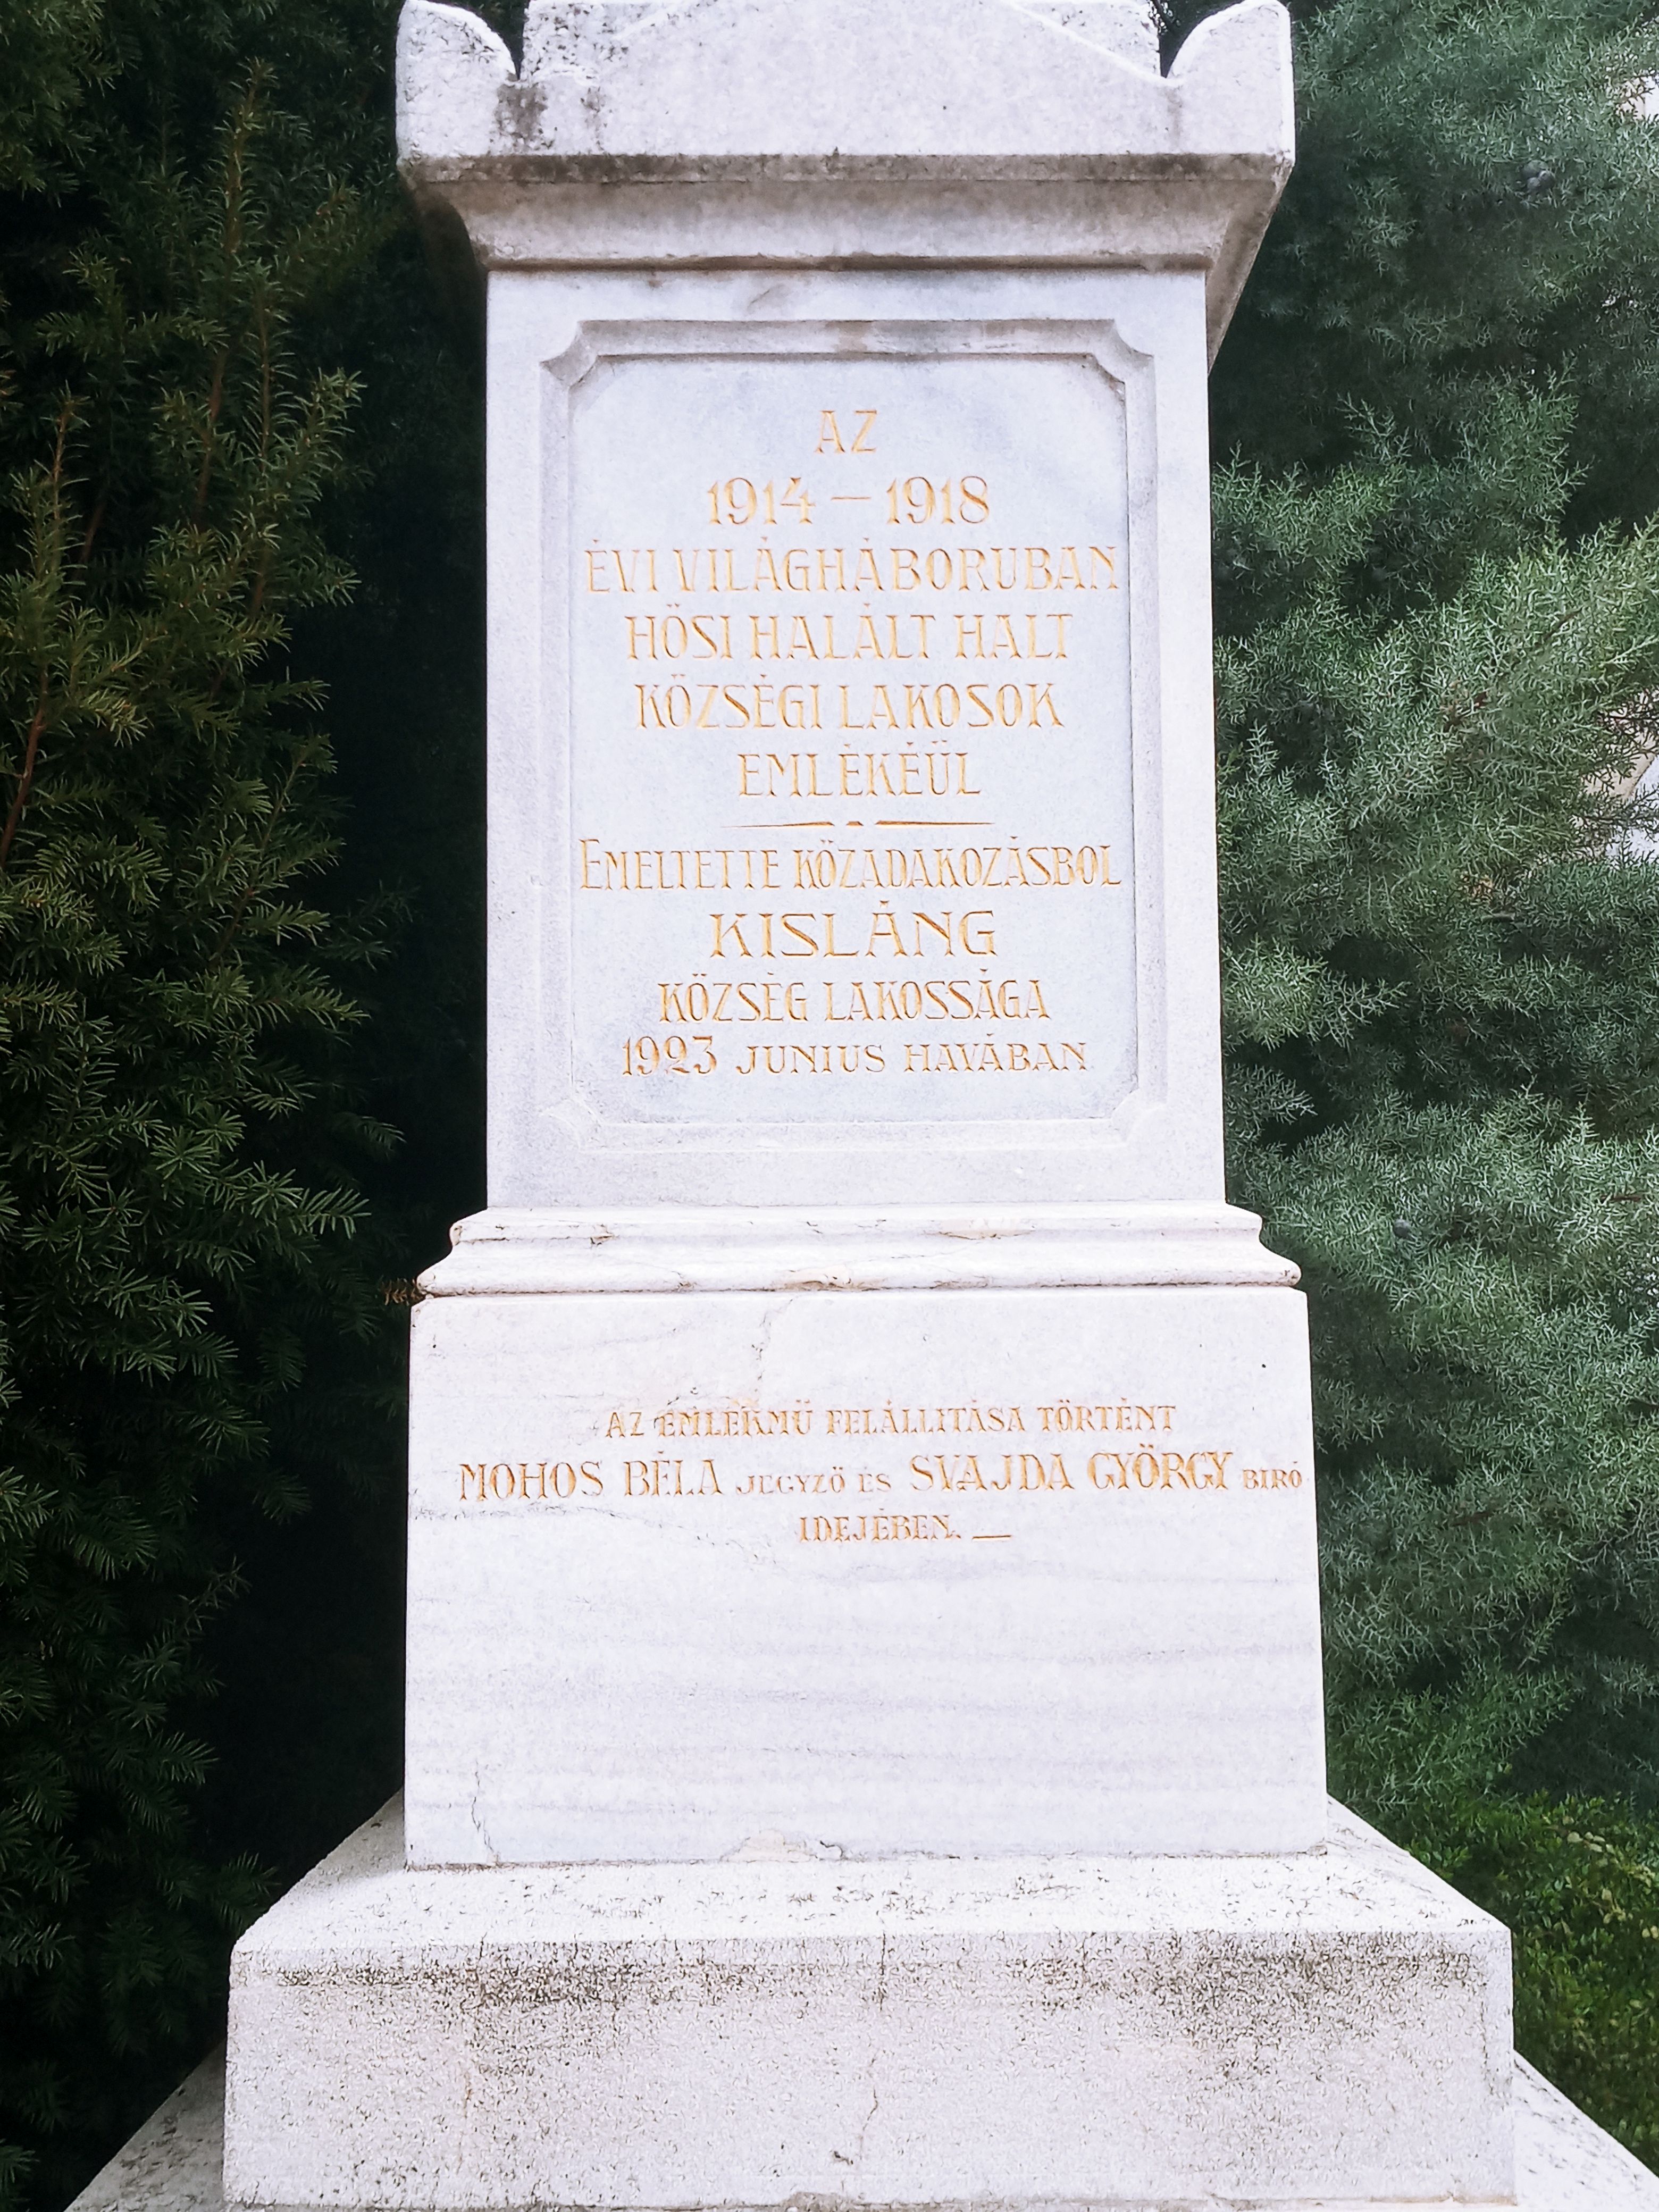 AZ
1914 — 1918
ÉVI VILÁGHÁBORUBAN
HŐSI HALÁLT HALT
KÖZSÉGI LAKOSOK
EMLÉKÉÜL
EMELTETTE KÖZADAKOZÁSBOL
KISLÁNG
KÖZSÉG LAKOSSÁGA
1923 JUNIUS HAVÁBAN
AZ EMLÉKMŰ FELÁLLITÁSA TÖRTÉNT
MOHOS BÉLA JEGYZŐ ÉS SVAJDA GYÖRGY BIRÓ
IDEJÉBEN. —